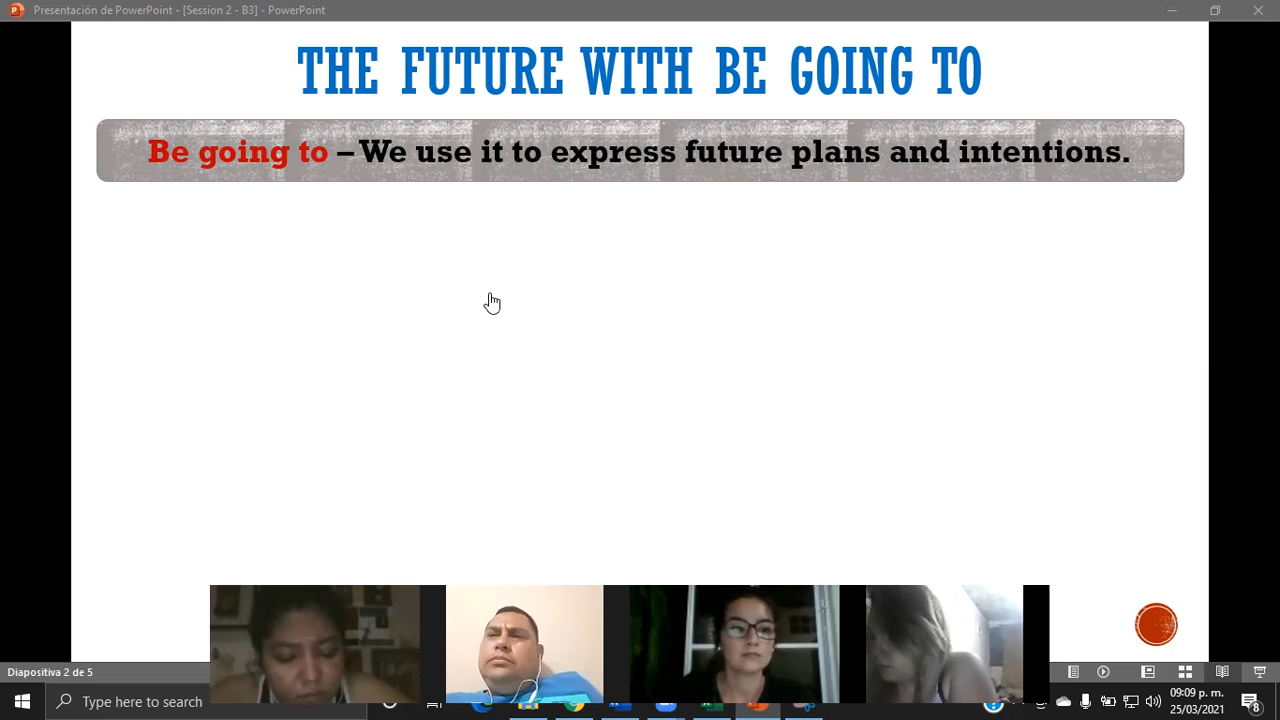 Presentación de PowerPoint - [Session 2 - B3] - PowerPoint
THE FUTURE WITH BE GOING TO
Be going to – We use it to express future plans and intentions.
Diapositiva 2 de 5
Type here to search
09:09 p. m.
25/03/2021
8